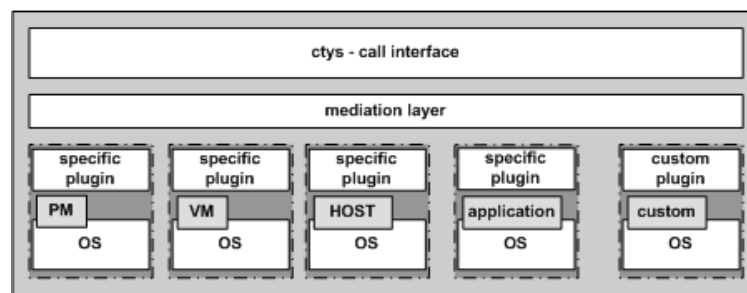 ctys - call interface
mediation layer
specific plugin
specific plugin
specific plugin
specific plugin
custom plugin
PM
VM
HOST
application
custom
OS
OS
OS
OS
OS